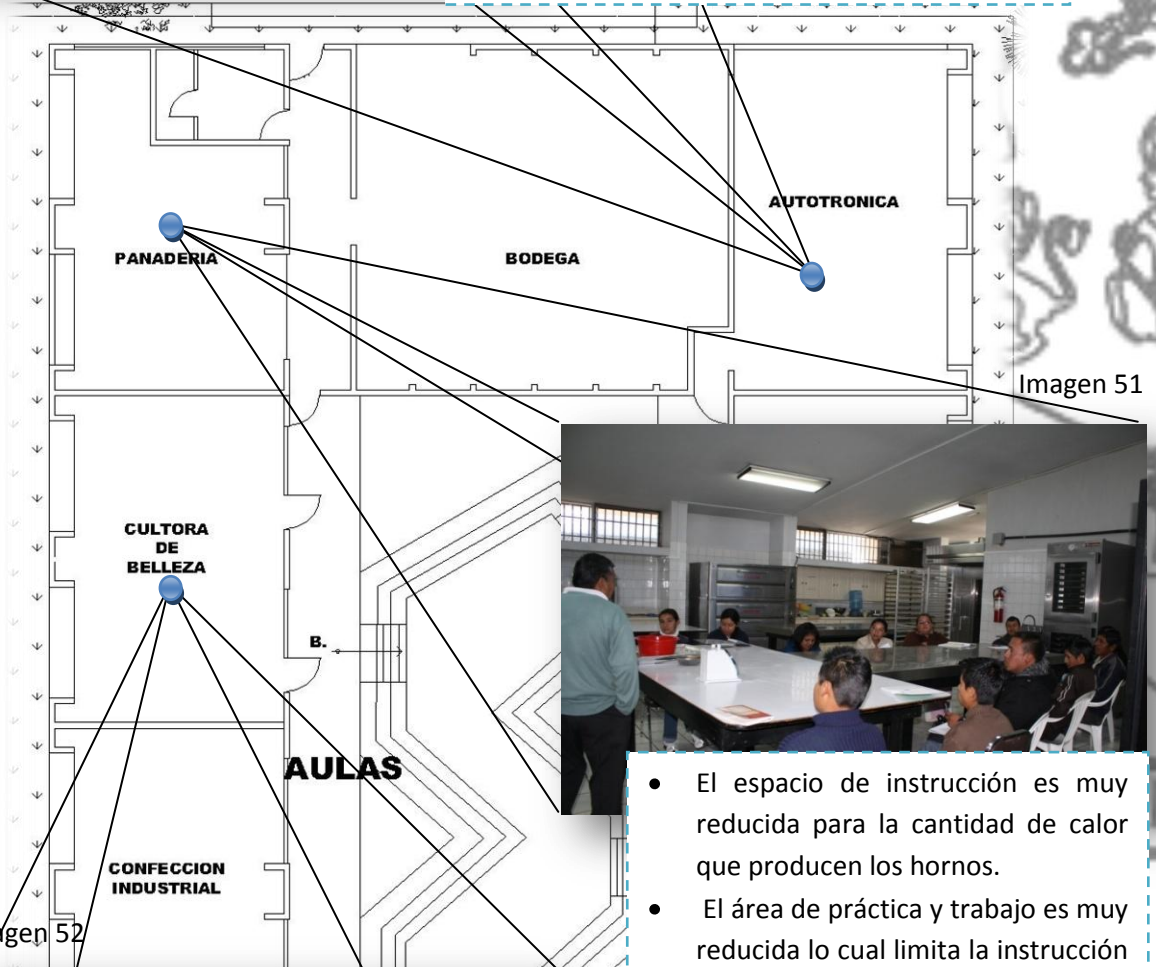 AUTOTRONICA
PANADERIA
BODEGA
Imagen 51
CULTORA
DE
BELLEZA
B.
AULAS
CONFECCION
INDUSTRIAL
agen 52
• El espacio de instrucción es muy
reducida para la cantidad de calor
que producen los hornos.
• El área de práctica y trabajo es muy
reducida lo cual limita la instrucción